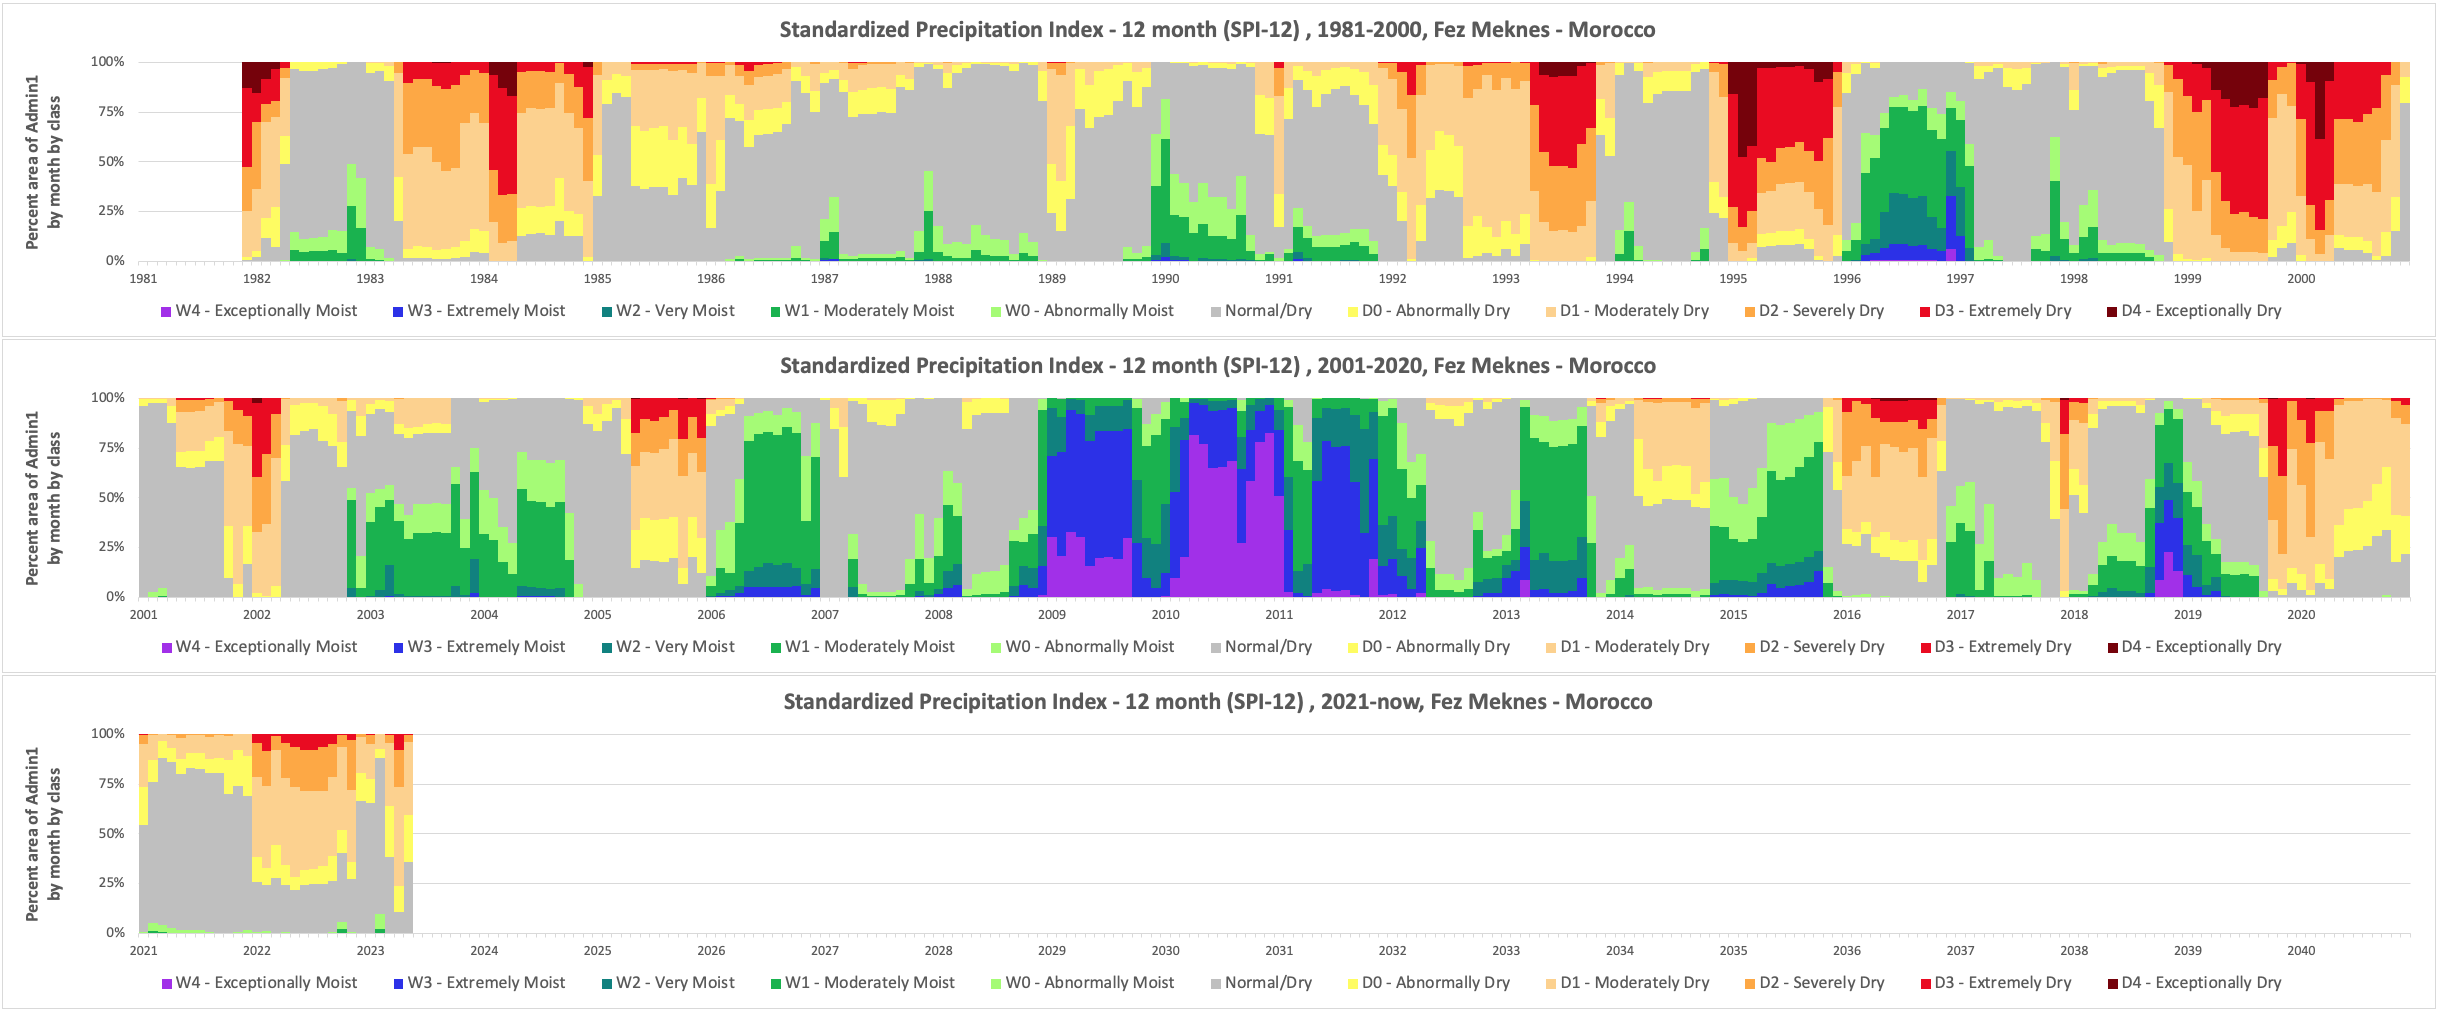 Standardized Precipitation Index - 12 month (SPI-12) , 1981-2000, Fez Meknes - Morocco
Percent area of Admin1
by month by class
100%
75%
50%
25%
0%
1981 1982 1983 1984 1985 1986 1987 1988 1989 1990 1991 1992 1993 1994 1995 1996 1997 1998 1999 2000
W4 - Exceptionally Moist W3 - Extremely Moist W2 - Very Moist W1 - Moderately Moist W0 - Abnormally Moist Normal/Dry D0 - Abnormally Dry D1 - Moderately Dry D2 - Severely Dry D3 - Extremely Dry D4 - Exceptionally Dry
Standardized Precipitation Index - 12 month (SPI-12) , 2001-2020, Fez Meknes - Morocco
Percent area of Admin1
by month by class
100%
75%
50%
25%
0%
2001 2002 2003 2004 2005 2006 2007 2008 2009 2010 2011 2012 2013 2014 2015 2016 2017 2018 2019 2020
W4 - Exceptionally Moist W3 - Extremely Moist W2 - Very Moist W1 - Moderately Moist W0 - Abnormally Moist Normal/Dry D0 - Abnormally Dry D1 - Moderately Dry D2 - Severely Dry D3 - Extremely Dry D4 - Exceptionally Dry
Standardized Precipitation Index - 12 month (SPI-12) , 2021-now, Fez Meknes - Morocco
Percent area of Admin1
by month by class
100%
75%
50%
25%
0%
2021 2022 2023 2024 2025 2026 2027 2028 2029 2030 2031 2032 2033 2034 2035 2036 2037 2038 2039 2040
W4 - Exceptionally Moist W3 - Extremely Moist W2 - Very Moist W1 - Moderately Moist W0 - Abnormally Moist Normal/Dry D0 - Abnormally Dry D1 - Moderately Dry D2 - Severely Dry D3 - Extremely Dry D4 - Exceptionally Dry